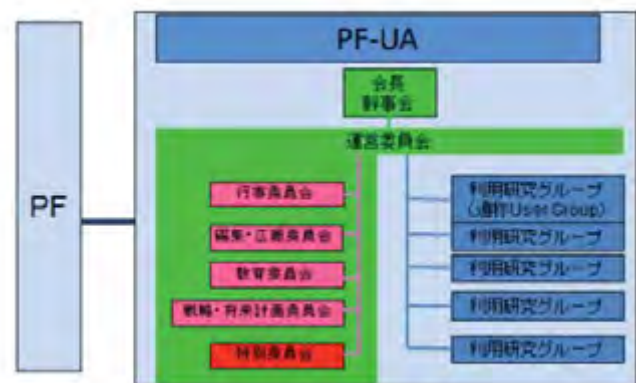 PF-UA
会長
幹事会
運営委員会
PF
行事委員会
編集・広報委員会
教育委員会
戦略・将来計画委員会
特別委員会
利用研究グループ
(通称User Group)
利用研究グループ
利用研究グループ
利用研究グループ
利用研究グループ